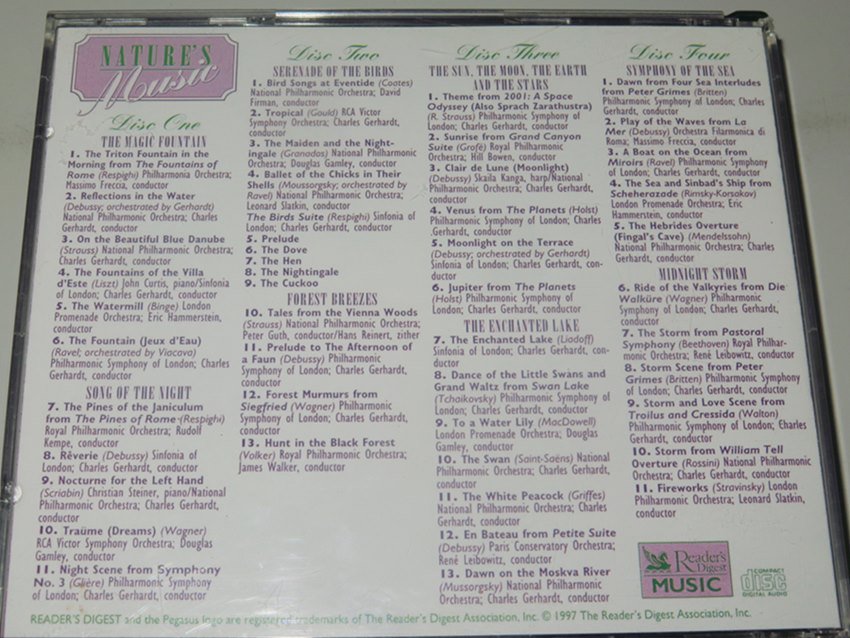 NATURE'S
Music
Disc One
THE MAGIC FOUNTAIN
1. The Triton Fountain in the
Morning from The Fountains of
Rome (Respighi) Philharmonia Orchestra;
Massimo Freccia, conductor
2. Reflections in the Water
(Debussy; orchestrated by Gerhardt)
National Philharmonic Orchestra; Charles
Gerhardt, conductor
3. On the Beautiful Blue Danube
(Strauss) National Philharmonic Orchestra;
Charles Gerhardt, conductor
4. The Fountains of the Villa
d'Este (Liszt) John Curtis, piano/Sinfonia
of London; Charles Gerhardt, conductor
5. The Watermill (Binge) London
Promenade Orchestra; Eric Hammerstein,
conductor
6. The Fountain (Jeux d'Eau)
(Ravel; orchestrated by Viacava)
Philharmonic Symphony of London; Charles
Gerhardt, conductor
SONG OF THE NIGHT
7. The Pines of the Janiculum
from The Pines of Rome (Respighi)
Royal Philharmonic Orchestra; Rudolf
Kempe, conductor
8. Rêverie (Debussy) Sinfonia of
London; Charles Gerhardt, conductor
9. Nocturne for the Left Hand
(Scriabin) Christian Steiner, piano/National
Philharmonic Orchestra; Charles Gerhardt,
conductor
10. Traüme (Dreams) (Wagner)
RCA Victor Symphony Orchestra; Douglas
Gamley, conductor
11. Night Scene from Symphony
No. 3 (Glière) Philharmonic Symphony
of London; Charles Gerhardt, conductor
Disc Two
SERENADE OF THE BIRDS
1. Bird Songs at Eventide (Coates)
National Philharmonic Orchestra; David
Firman, conductor
2. Tropical (Gould) RCA Victor
Symphony Orchestra; Charles Gerhardt,
conductor
3. The Maiden and the Night-
ingale (Granados) National Philharmonic
Orchestra; Douglas Gamley, conductor
4. Ballet of the Chicks in Their
Shells (Moussorgsky; orchestrated by
Ravel) National Philharmonic Orchestra;
Leonard Slatkin, conductor
The Birds Suite (Respighi) Sinfonia of
London; Charles Gerhardt, conductor
5. Prelude
6. The Dove
7. The Hen
8. The Nightingale
9. The Cuckoo
FOREST BREEZES
10. Tales from the Vienna Woods
(Strauss) National Philharmonic Orchestra;
Peter Guth, conductor/Hans Reinert, zither
11. Prelude to The Afternoon of
a Faun (Debussy) Philharmonic
Symphony of London; Charles Gerhardt,
conductor
12. Forest Murmurs from
Siegfried (Wagner) Philharmonic
Symphony of London; Charles Gerhardt,
conductor
13. Hunt in the Black Forest
(Volker) Royal Philharmonic Orchestra;
James Walker, conductor
Disc Three
THE SUN, THE MOON, THE EARTH
AND THE STARS
1. Theme from 2001: A Space
Odyssey (Also Sprach Zarathustra)
(R. Strauss) Philharmonic Symphony of
London; Charles Gerhardt, conductor
2. Sunrise from Grand Canyon
Suite (Grofé) Royal Philharmonic
Orchestra; Hill Bowen, conductor
3. Clair de Lune (Moonlight)
(Debussy) Skaila Kanga, harp/National
Philharmonic Orchestra; Charles Gerhardt,
conductor
4. Venus from The Planets (Holst)
Philharmonic Symphony of London; Charles
Gerhardt, conductor
5. Moonlight on the Terrace
(Debussy; orchestrated by Gerhardt)
Sinfonia of London; Charles Gerhardt, con-
ductor
6. Jupiter from The Planets
(Holst) Philharmonic Symphony of
London; Charles Gerhardt, conductor
THE ENCHANTED LAKE
7. The Enchanted Lake (Liadoff)
Sinfonia of London; Charles Gerhardt, con-
ductor
8. Dance of the Little Swans and
Grand Waltz from Swan Lake
(Tchaikovsky) Philharmonic Symphony of
London; Charles Gerhardt, conductor
9. To a Water Lily (MacDowell)
London Promenade Orchestra; Douglas
Gamley, conductor
10. The Swan (Saint-Saëns) National
Philharmonic Orchestra; Charles Gerhardt,
conductor
11. The White Peacock (Griffes)
National Philharmonic Orchestra; Charles
Gerhardt, conductor
12. En Bateau from Petite Suite
(Debussy) Paris Conservatory Orchestra;
René Leibowitz, conductor
13. Dawn on the Moskva River
(Mussorgsky) National Philharmonic
Orchestra; Charles Gerhardt, conductor
Disc Four
SYMPHONY OF THE SEA
1. Dawn from Four Sea Interludes
from Peter Grimes (Britten)
Philharmonic Symphony of London; Charles
Gerhardt, conductor
2. Play of the Waves from La
Mer (Debussy) Orchestra Filarmonica di
Roma; Massimo Freccia, conductor
3. A Boat on the Ocean from
Miroirs (Ravel) Philharmonic Symphony
of London; Charles Gerhardt, conductor
4. The Sea and Sinbad's Ship from
Scheherazade (Rimsky-Korsakov)
London Promenade Orchestra; Eric
Hammerstein, conductor
5. The Hebrides Overture
(Fingal's Cave) (Mendelssohn)
National Philharmonic Orchestra; Charles
Gerhardt, conductor
MIDNIGHT STORM
6. Ride of the Valkyries from Die
Walküre (Wagner) Philharmonic
Symphony of London; Charles Gerhardt,
conductor
7. The Storm from Pastoral
Symphony (Beethoven) Royal Philhar-
monic Orchestra; René Leibowitz, conductor
8. Storm Scene from Peter
Grimes (Britten) Philharmonic Symphony
of London; Charles Gerhardt, conductor
9. Storm and Love Scene from
Troilus and Cressida (Walton)
Philharmonic Symphony of London; Charles
Gerhardt, conductor
10. Storm from William Tell
Overture (Rossini) National Philharmonic
Orchestra; Charles Gerhardt, conductor
11. Fireworks (Stravinsky) London
Philharmonic Orchestra; Leonard Slatkin,
conductor
Reader's
Digest
MUSIC
COMPACT
disc
DIGITAL AUDIO
READER'S DIGEST and the Pegasus logo are registered trademarks of The Reader's Digest Association, Inc. © 1997 The Reader's Digest Association, Inc.